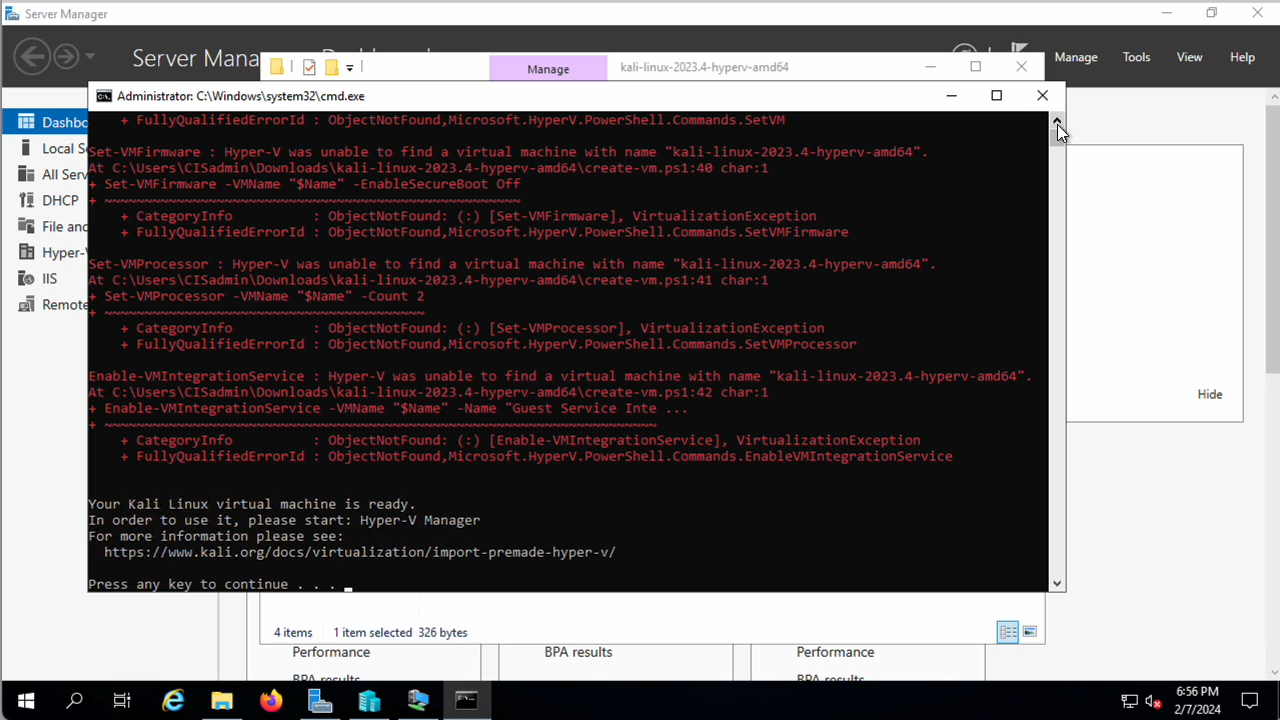 Server Manager
Server Mana
Manage
Tools
View
Help
Manage
kali-linux-2023.4-hyperv-amd64
Administrator: C:\Windows\system32\cmd.exe
Dashbo
Local S
All Serv
DHCP
File and
Hyper-V
IIS
Remote
+ FullyQualifiedErrorId : ObjectNotFound,Microsoft.HyperV.PowerShell.Commands.SetVM
Set-VMFirmware : Hyper-V was unable to find a virtual machine with name "kali-linux-2023.4-hyperv-amd64".
At C:\Users\CISadmin\Downloads\kali-linux-2023.4-hyperv-amd64\create-vm.ps1:40 char:1
+ Set-VMFirmware -VMName "$Name" -EnableSecureBoot Off
+ ~~~~~~~~~~~~~~~~~~~~~~~~~~~~~~~~~~~~~~~~~~~~~~~~~~~~
+ CategoryInfo : ObjectNotFound: (:) [Set-VMFirmware], VirtualizationException
+ FullyQualifiedErrorId : ObjectNotFound,Microsoft.HyperV.PowerShell.Commands.SetVMFirmware
Set-VMProcessor : Hyper-V was unable to find a virtual machine with name "kali-linux-2023.4-hyperv-amd64".
At C:\Users\CISadmin\Downloads\kali-linux-2023.4-hyperv-amd64\create-vm.ps1:41 char:1
+ Set-VMProcessor -VMName "$Name" -Count 2
+ ~~~~~~~~~~~~~~~~~~~~~~~~~~~~~~~~~~~~~~~~
+ CategoryInfo : ObjectNotFound: (:) [Set-VMProcessor], VirtualizationException
+ FullyQualifiedErrorId : ObjectNotFound,Microsoft.HyperV.PowerShell.Commands.SetVMProcessor
Enable-VMIntegrationService : Hyper-V was unable to find a virtual machine with name "kali-linux-2023.4-hyperv-amd64".
At C:\Users\CISadmin\Downloads\kali-linux-2023.4-hyperv-amd64\create-vm.ps1:42 char:1
+ Enable-VMIntegrationService -VMName "$Name" -Name "Guest Service Inte ...
+ ~~~~~~~~~~~~~~~~~~~~~~~~~~~~~~~~~~~~~~~~~~~~~~~~~~~~~~~~~~~~~~~~~~~~~
+ CategoryInfo : ObjectNotFound: (:) [Enable-VMIntegrationService], VirtualizationException
+ FullyQualifiedErrorId : ObjectNotFound,Microsoft.HyperV.PowerShell.Commands.EnableVMIntegrationService
Your Kali Linux virtual machine is ready.
In order to use it, please start: Hyper-V Manager
For more information please see:
https://www.kali.org/docs/virtualization/import-premade-hyper-v/
Press any key to continue . . .
Hide
4 items
1 item selected 326 bytes
Performance
BPA results
Performance
6:56 PM
2/7/2024